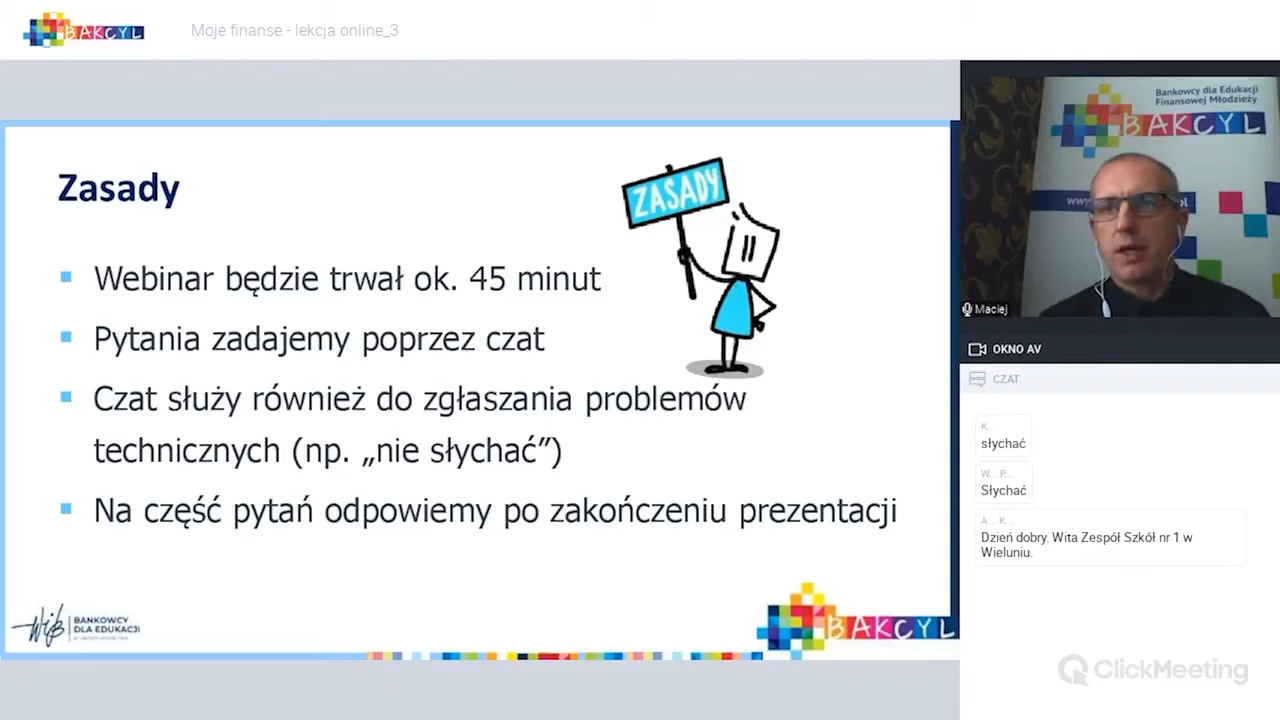 BAKCYL
Moje finanse - lekcja online_3
Zasady
ZASADY
Webinar będzie trwał ok. 45 minut
Pytania zadajemy poprzez czat
Czat służy również do zgłaszania problemów
technicznych (np. „nie słychać”)
Na część pytań odpowiemy po zakończeniu prezentacji
WiB
BANKOWCY
DLA EDUKACJI
BAKCYL
Bankowcy dla Edukacji
Finansowej Młodzieży
BAKCYL
www
Maciej
OKNO AV
CZAT
K...
słychać
W... P...
Słychać
A... K...
Dzień dobry. Wita Zespół Szkół nr 1 w
Wieluniu.
ClickMeeting